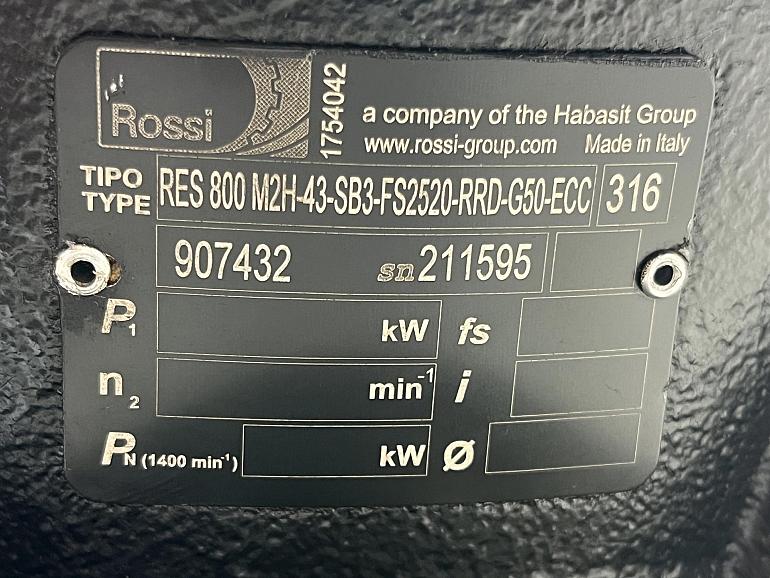 Rossi
1754042
a company of the Habasit Group
www.rossi-group.com Made in Italy
TIPO
TYPE
RES 800 M2H-43-SB3-FS2520-RRD-G50-ECC 316
907432 sn 211595
P1 kW fs
n2 min-1 i
PN (1400 min-1) kW Ø